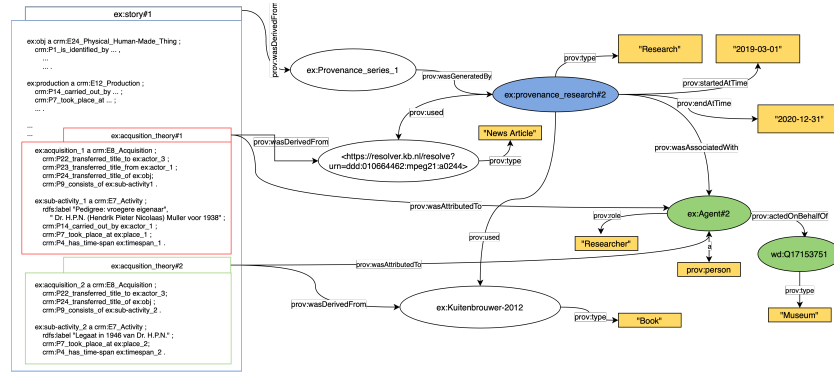 ex:story#1
ex:obj a crm:E24_Physical_Human-Made_Thing ;
crm:P1_is_identified_by ... ,
...
... .
ex:production a crm:E12_Production ;
crm:P14_carried_out_by ... ;
crm:P7_took_place_at ... ;
... .
...
...
ex:acqusition_theory#1
ex:acquisition_1 a crm:E8_Acquisition ;
crm:P22_transferred_title_to ex:actor_3 ;
crm:P23_transferred_title_from ex:actor_1 ;
crm:P24_transferred_title_of ex:obj;
crm:P9_consists_of ex:sub-activity1 .
ex:sub-activity_1 a crm:E7_Activity ;
rdfs:label "Pedigree: vroegere eigenaar",
" Dr. H.P.N. (Hendrik Pieter Nicolaas) Muller voor 1938" ;
crm:P14_carried_out_by ex:actor_1 ;
crm:P7_took_place_at ex:place_1 ;
crm:P4_has_time-span ex:timespan_1 .
ex:acqusition_theory#2
ex:acquisition_2 a crm:E8_Acquisition ;
crm:P22_transferred_title_to ex:actor_3;
crm:P24_transferred_title_of ex:obj ;
crm:P9_consists_of ex:sub-activity_2 .
ex:sub-activity_2 a crm:E7_Activity ;
rdfs:label "Legaat in 1946 van Dr. H.P.N." ;
crm:P7_took_place_at ex:place_2;
crm:P4_has_time-span ex:timespan_2 .
prov:wasDerivedFrom
ex:Provenance_series_1
prov:wasGeneratedBy
ex:provenance_research#2
prov:type
"Research"
"2019-03-01"
prov:startedAtTime
prov:endAtTime
"2020-12-31"
prov:used
prov:wasDerivedFrom
<https://resolver.kb.nl/resolve?
urn=ddd:010664462:mpeg21:a0244>
"News Article"
prov:type
prov:wasAssociatedWith
prov:wasAttributedTo
ex:Agent#2
prov:actedOnBehalfOf
prov:role
"Researcher"
a
prov:person
wd:Q17153751
prov:type
"Museum"
prov:used
prov:wasAttributedTo
prov:wasDerivedFrom
ex:Kuitenbrouwer-2012
prov:type
"Book"